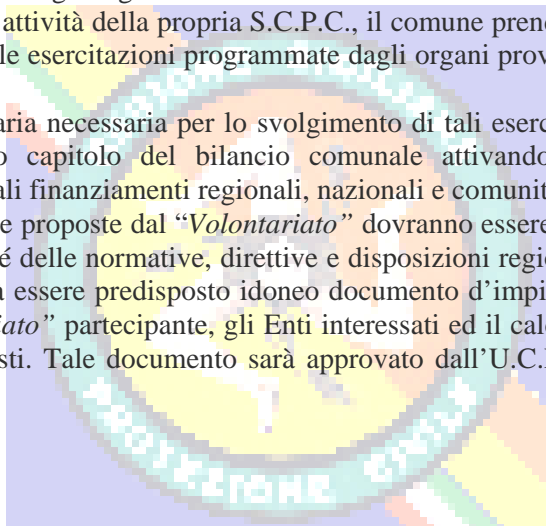 attività della propria S.C.P.C., il comune prend
le esercitazioni programmate dagli organi prov
aria necessaria per lo svolgimento di tali eserc
o capitolo del bilancio comunale attivando
ali finanziamenti regionali, nazionali e comunit
e proposte dal “Volontariato” dovranno essere
é delle normative, direttive e disposizioni regio
à essere predisposto idoneo documento d'impi
iato” partecipante, gli Enti interessati ed il calc
sti. Tale documento sarà approvato dall'U.C.
PROTEZIONE CIVILE